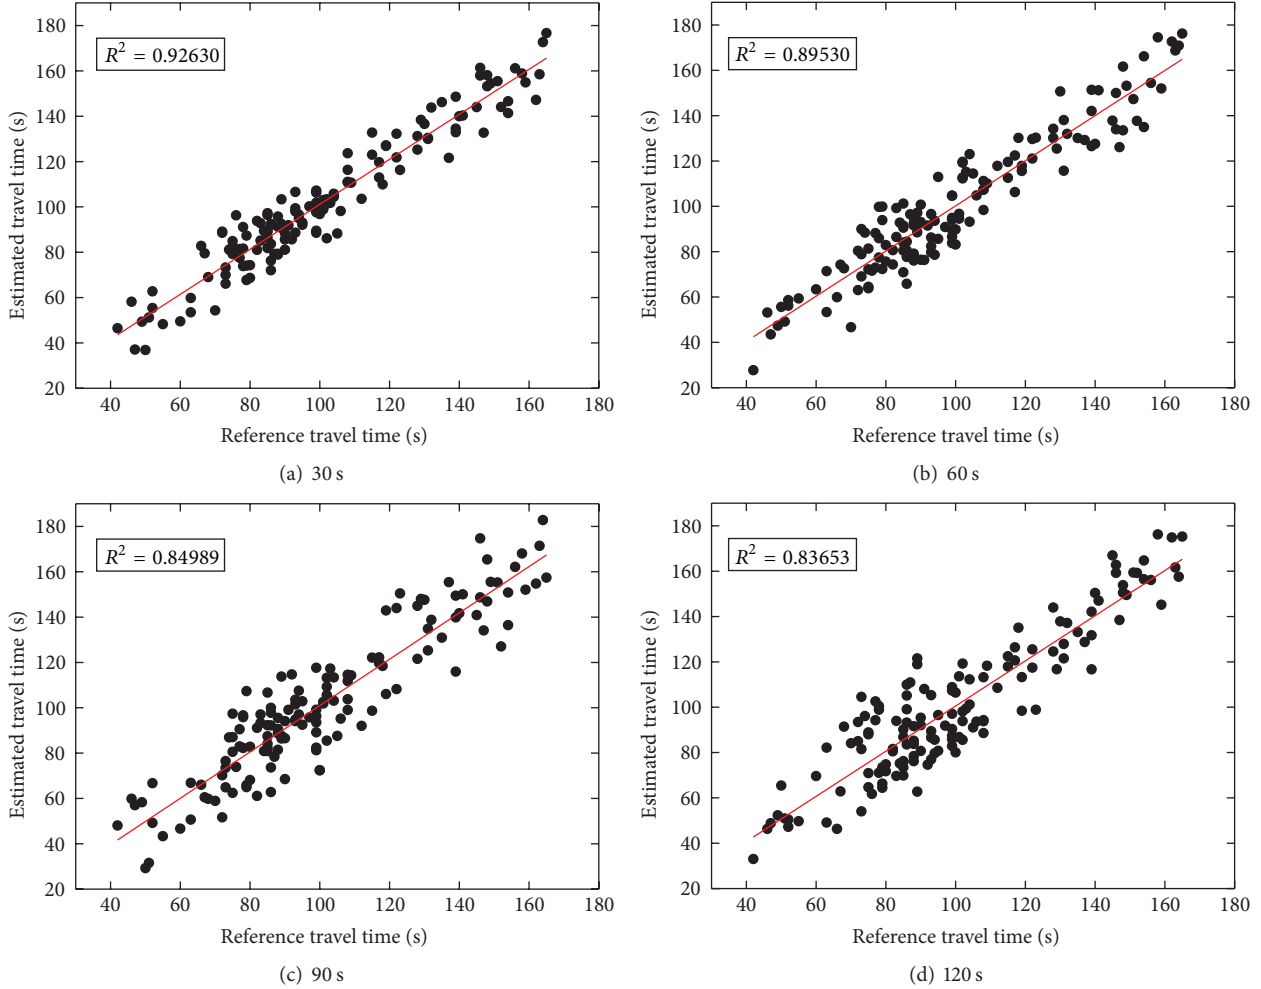 180
160
140
120
100
80
60
40
20
Estimated travel time (s)
R² = 0.92630
40 60 80 100 120 140 160 180
Reference travel time (s)
(a) 30 s
180
160
140
120
100
80
60
40
20
Estimated travel time (s)
R² = 0.89530
40 60 80 100 120 140 160 180
Reference travel time (s)
(b) 60 s
180
160
140
120
100
80
60
40
20
Estimated travel time (s)
R² = 0.84989
40 60 80 100 120 140 160 180
Reference travel time (s)
(c) 90 s
180
160
140
120
100
80
60
40
20
Estimated travel time (s)
R² = 0.83653
40 60 80 100 120 140 160 180
Reference travel time (s)
(d) 120 s